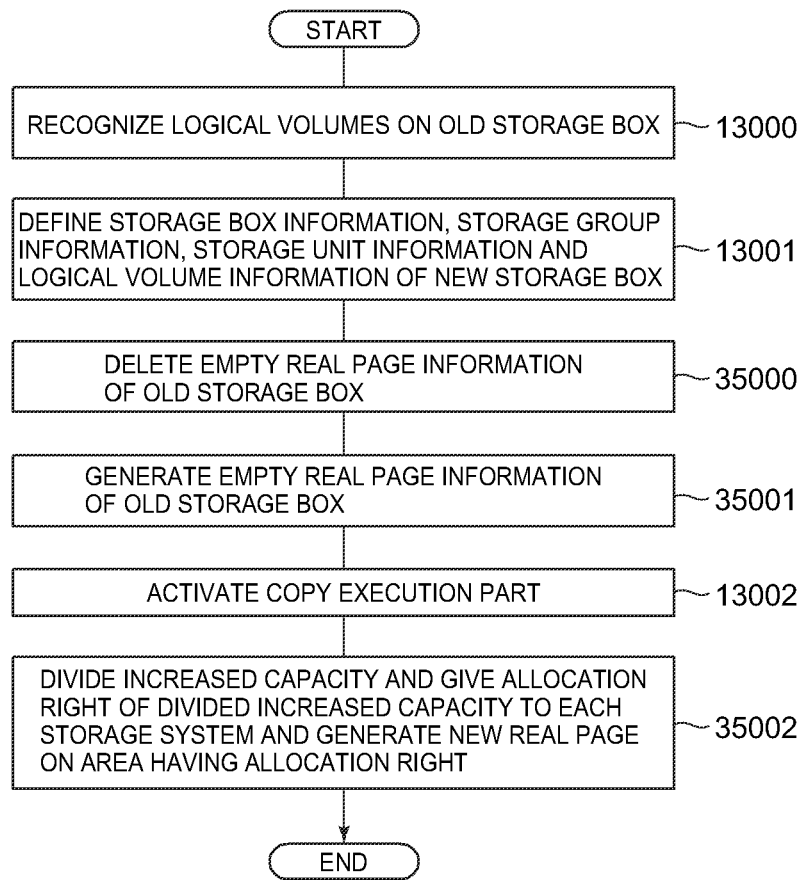 START
RECOGNIZE LOGICAL VOLUMES ON OLD STORAGE BOX
13000
DEFINE STORAGE BOX INFORMATION, STORAGE GROUP
INFORMATION, STORAGE UNIT INFORMATION AND
LOGICAL VOLUME INFORMATION OF NEW STORAGE BOX
13001
DELETE EMPTY REAL PAGE INFORMATION
OF OLD STORAGE BOX
35000
GENERATE EMPTY REAL PAGE INFORMATION
OF OLD STORAGE BOX
35001
ACTIVATE COPY EXECUTION PART
13002
DIVIDE INCREASED CAPACITY AND GIVE ALLOCATION
RIGHT OF DIVIDED INCREASED CAPACITY TO EACH
STORAGE SYSTEM AND GENERATE NEW REAL PAGE
ON AREA HAVING ALLOCATION RIGHT
35002
END